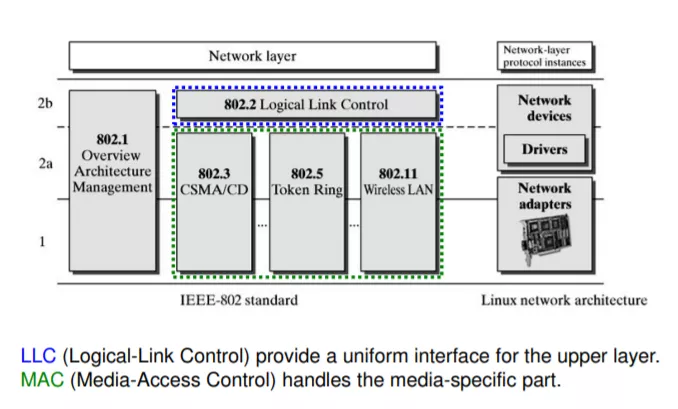 Network layer
Network-layer
protocol instances
2b
2a
1
802.1
Overview
Architecture
Management
802.2 Logical Link Control
802.3
CSMA/CD
...
802.5
Token Ring
...
802.11
Wireless LAN
Network
devices
Drivers
Network
adapters
IEEE-802 standard
Linux network architecture
LLC (Logical-Link Control) provide a uniform interface for the upper layer.
MAC (Media-Access Control) handles the media-specific part.